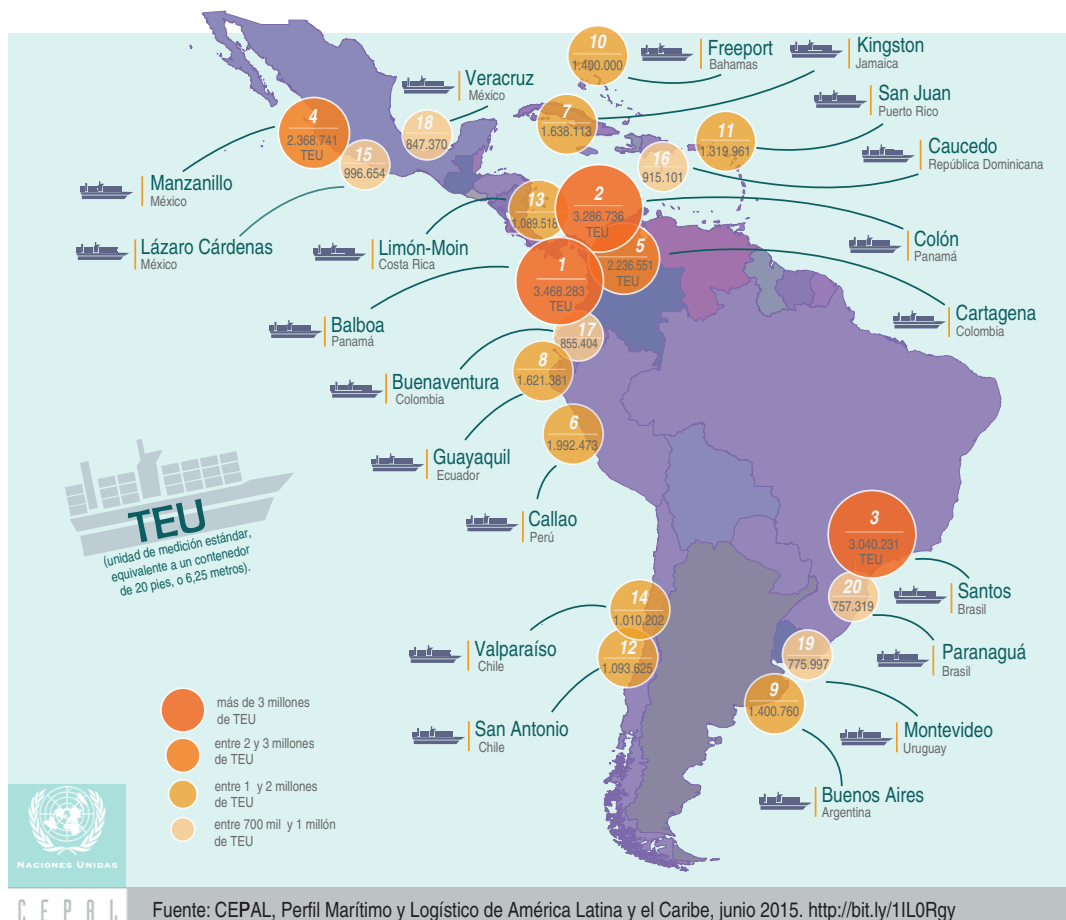 10
1.400.000
Freeport
Bahamas
Kingston
Jamaica
Veracruz
México
San Juan
Puerto Rico
4
2.368.741
TEU
18
847.370
7
1.638.113
11
1.319.961
Caucedo
República Dominicana
15
996.654
16
915.101
Manzanillo
México
13
1.089.518
2
3.286.736
TEU
Lázaro Cárdenas
México
Limón-Moin
Costa Rica
Colón
Panamá
5
2.236.551
TEU
1
3.468.283
TEU
Balboa
Panamá
Cartagena
Colombia
17
855.404
Buenaventura
Colombia
8
1.621.381
6
1.992.473
Guayaquil
Ecuador
Callao
Perú
TEU
(unidad de medición estándar,
equivalente a un contenedor
de 20 pies, o 6,25 metros).
3
3.040.231
TEU
Santos
Brasil
20
757.319
14
1.010.202
Valparaíso
Chile
12
1.093.625
19
775.997
Paranaguá
Brasil
9
1.400.760
San Antonio
Chile
Montevideo
Uruguay
Buenos Aires
Argentina
más de 3 millones
de TEU
entre 2 y 3 millones
de TEU
entre 1 y 2 millones
de TEU
entre 700 mil y 1 millón
de TEU
NACIONES UNIDAS
CEPAL
Fuente: CEPAL, Perfil Marítimo y Logístico de América Latina y el Caribe, junio 2015. http://bit.ly/1IL0Rgy